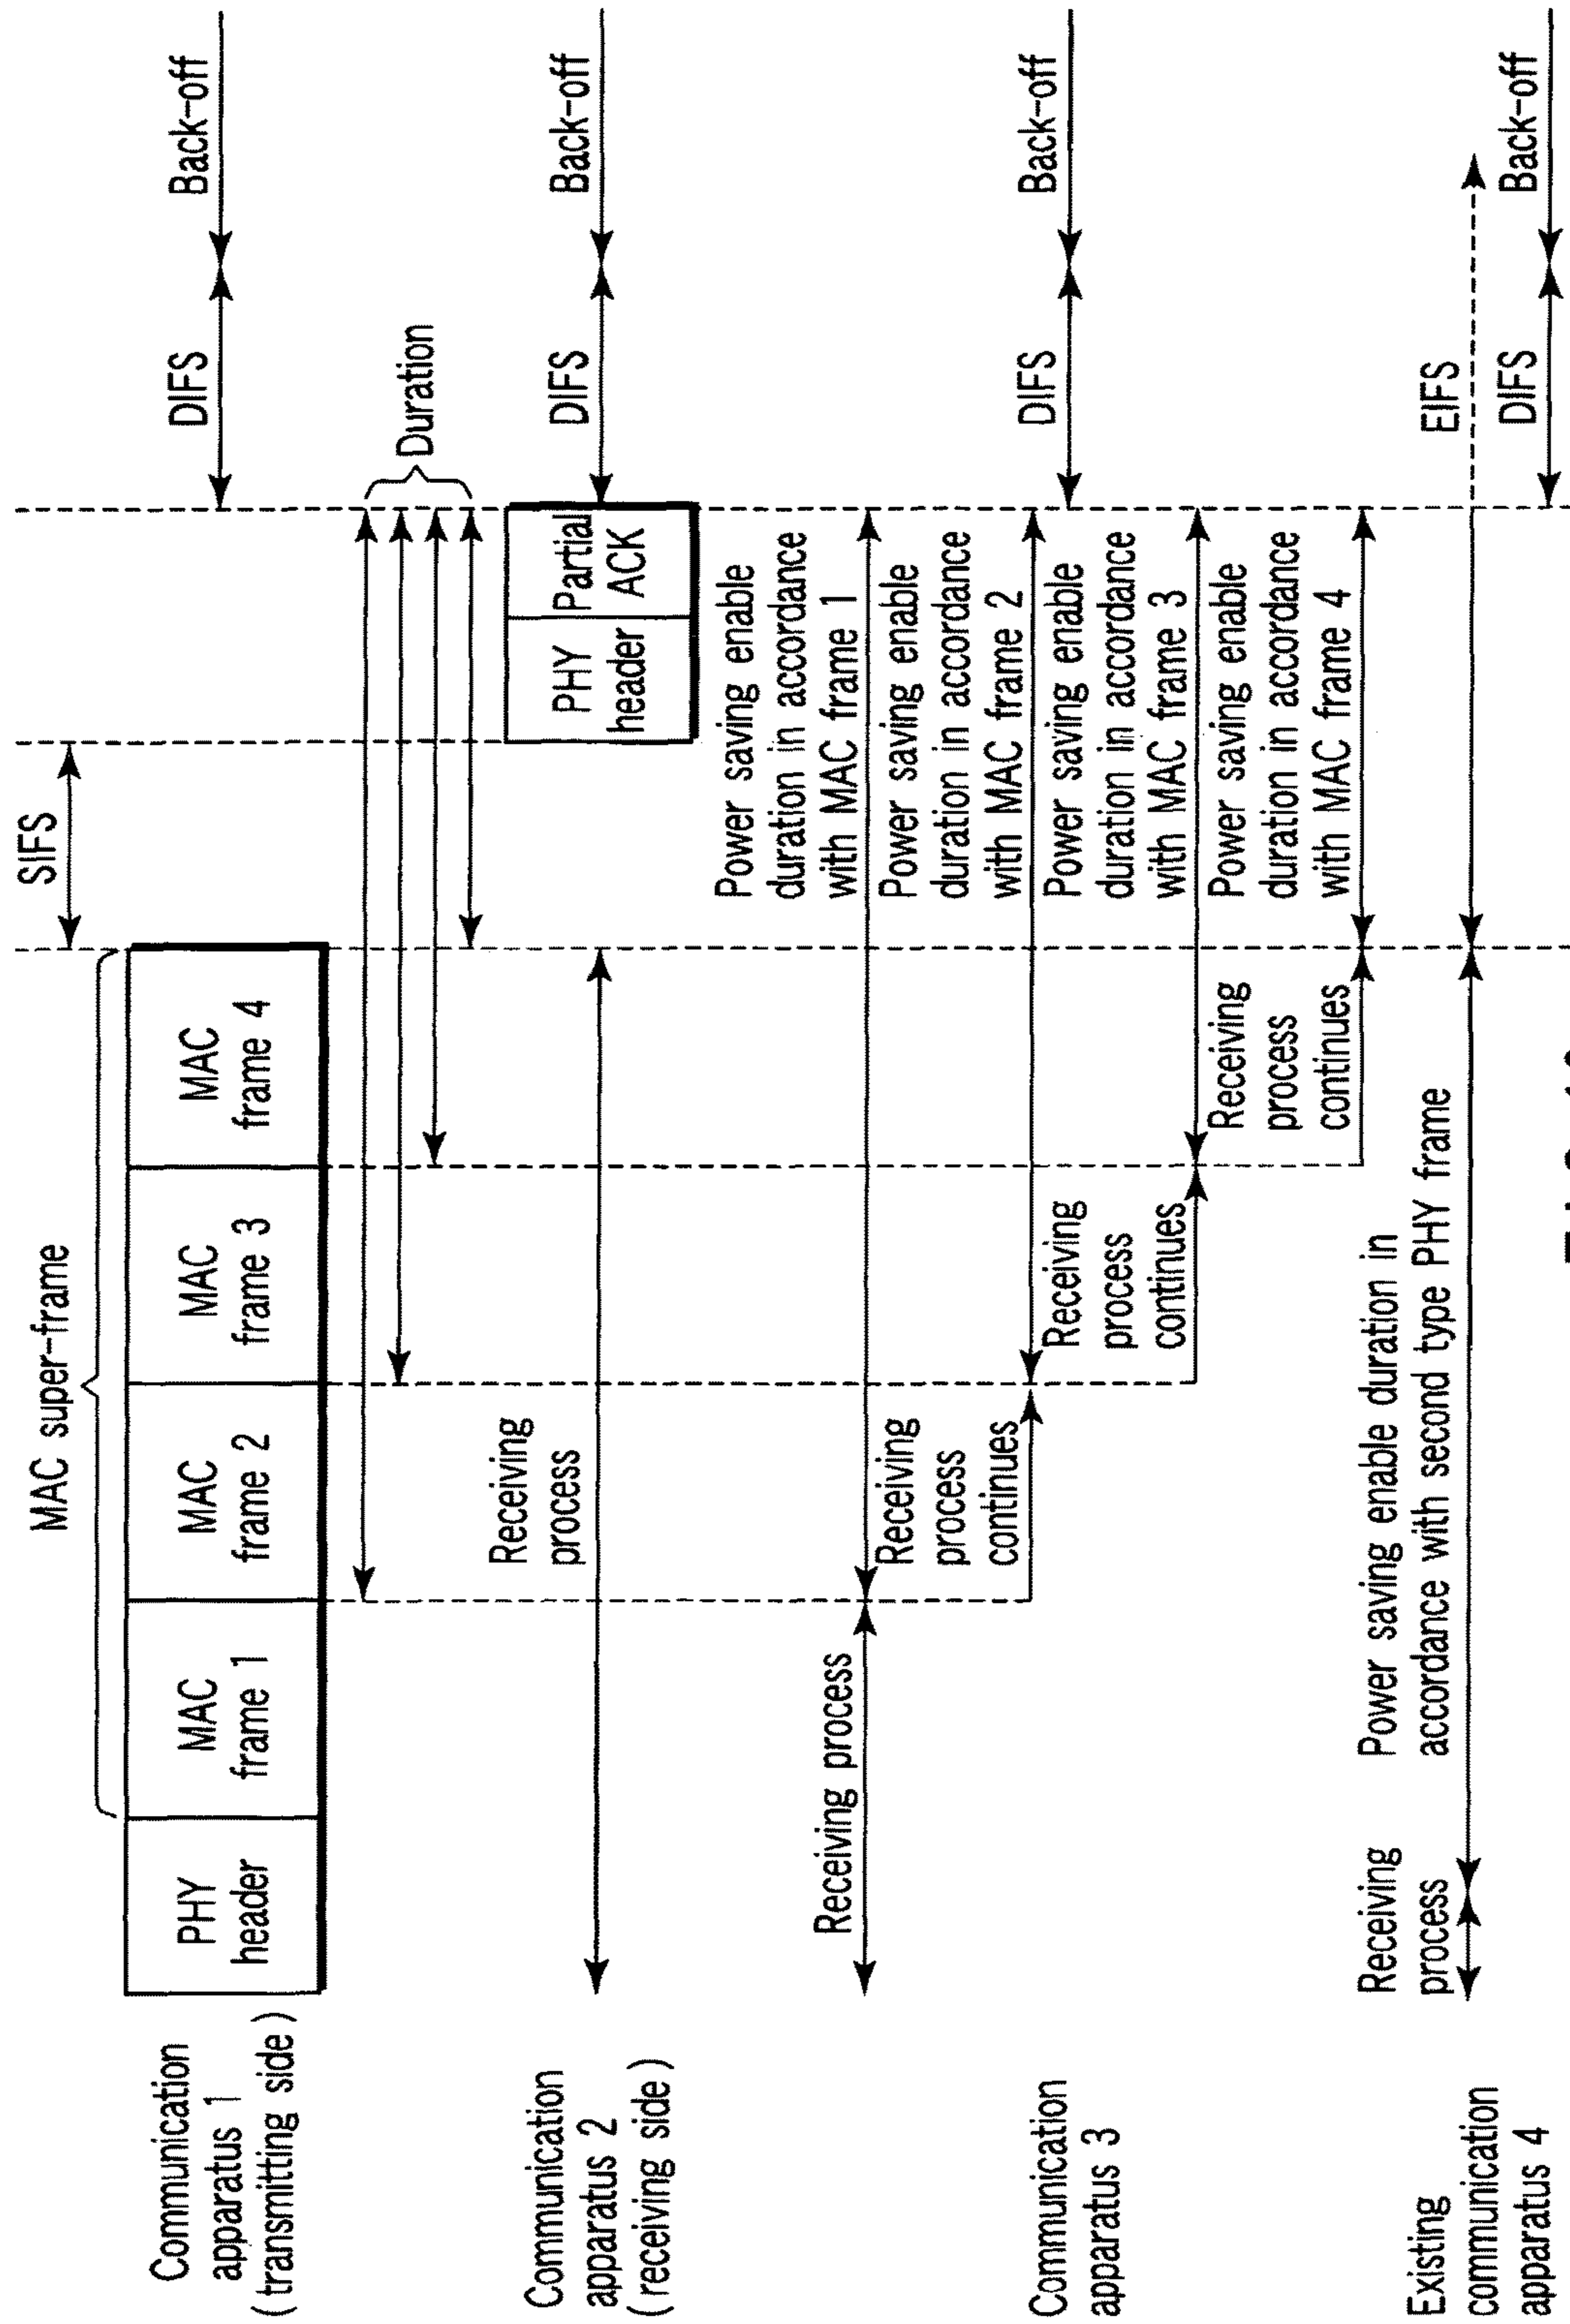 SIFS
MAC super-frame
Communication
apparatus 1
( transmitting side )
PHY
header
MAC
frame 1
MAC
frame 2
MAC
frame 3
MAC
frame 4
DIFS
Back-off
Duration
Communication
apparatus 2
( receiving side )
Receiving
process
PHY
header
Partial
ACK
DIFS
Back-off
Communication
apparatus 3
Receiving process
Power saving enable
duration in accordance
with MAC frame 1
Receiving
process
continues
Power saving enable
duration in accordance
with MAC frame 2
Receiving
process
continues
Power saving enable
duration in accordance
with MAC frame 3
Receiving
process
continues
Power saving enable
duration in accordance
with MAC frame 4
DIFS
Back-off
Existing
communication
apparatus 4
Receiving
process
Power saving enable duration in
accordance with second type PHY frame
EIFS
DIFS
Back-off